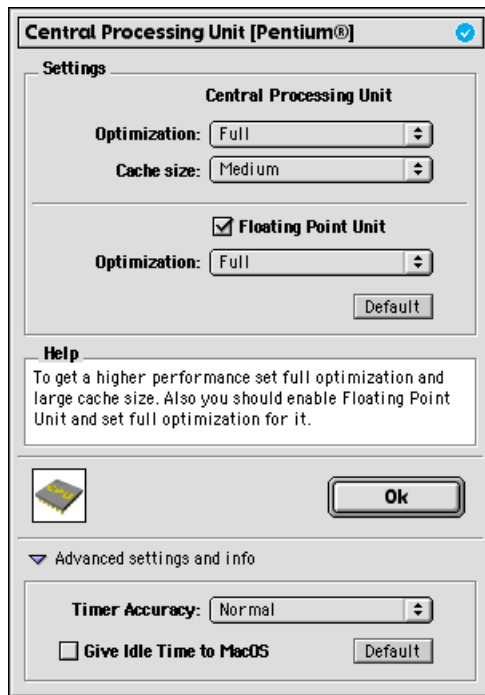 Central Processing Unit [Pentium®]
Settings
Central Processing Unit
Optimization: Full
Cache size: Medium
Floating Point Unit
Optimization: Full
Default
Help
To get a higher performance set full optimization and
large cache size. Also you should enable Floating Point
Unit and set full optimization for it.
CPU
Ok
Advanced settings and info
Timer Accuracy: Normal
Give Idle Time to MacOS Default